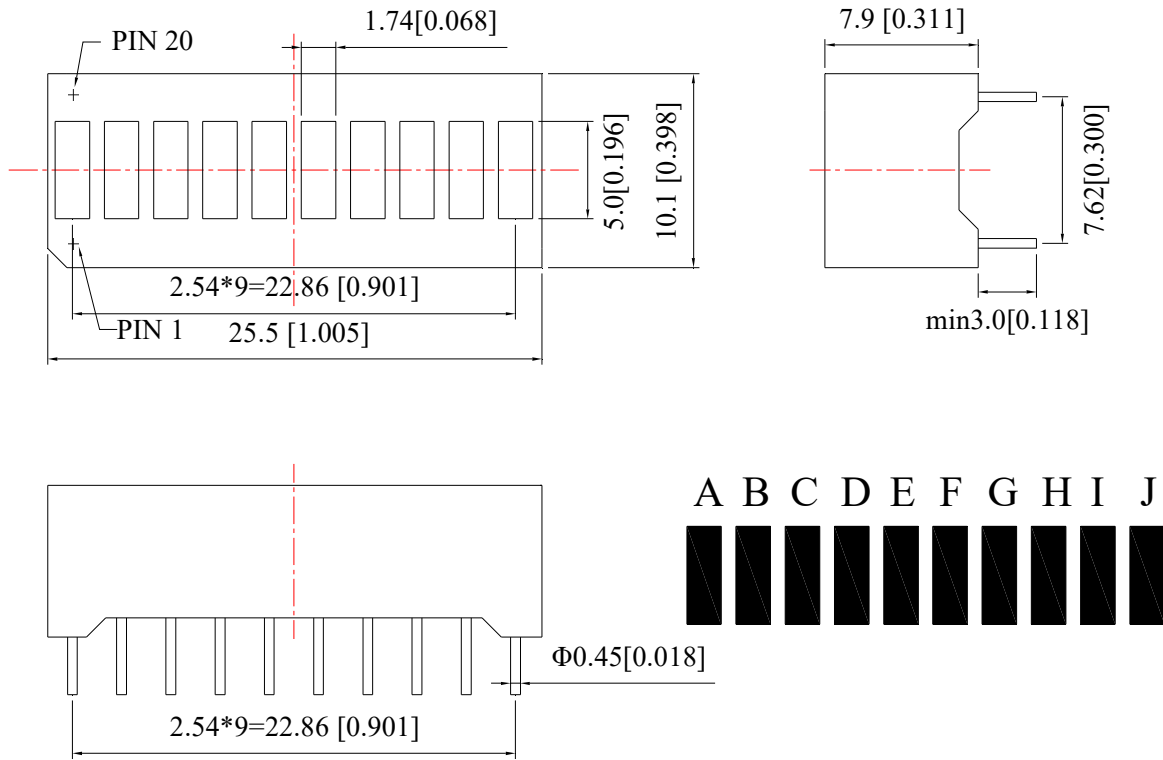 1.74[0.068]
PIN 20
5.0[0.196]
10.1 [0.398]
2.54*9=22.86 [0.901]
PIN 1
25.5 [1.005]
7.9 [0.311]
7.62[0.300]
min3.0[0.118]
A B C D E F G H I J
Φ0.45[0.018]
2.54*9=22.86 [0.901]